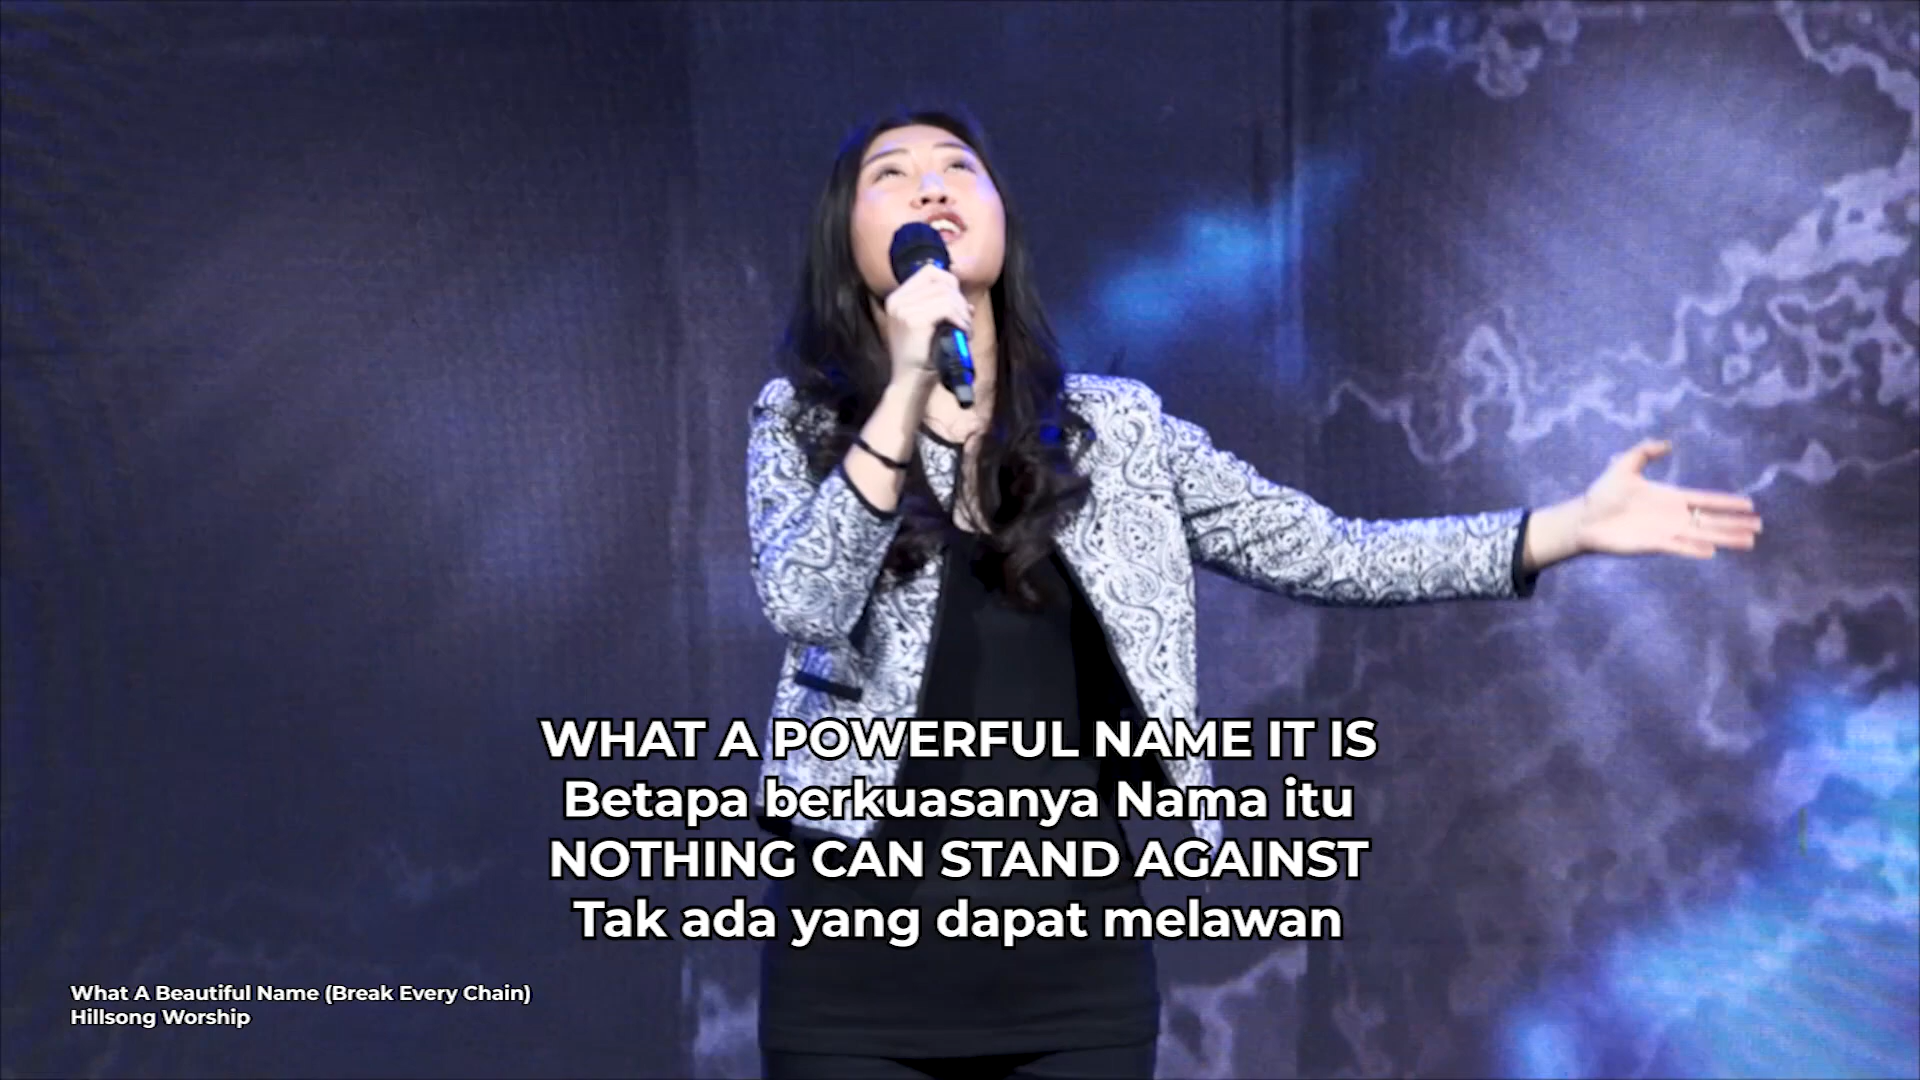 WHAT A POWERFUL NAME IT IS
Betapa berkuasanya Nama itu
NOTHING CAN STAND AGAINST
Tak ada yang dapat melawan
What A Beautiful Name (Break Every Chain)
Hillsong Worship